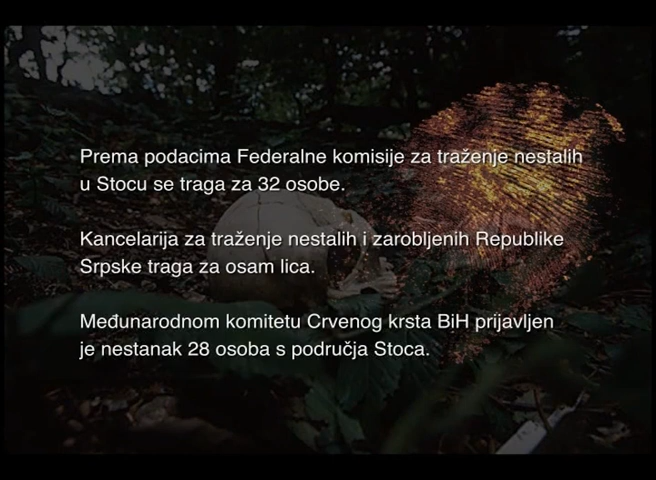 Prema podacima Federalne komisije za traženje nestalih
u Stocu se traga za 32 osobe.
Kancelarija za traženje nestalih i zarobljenih Republike
Srpske traga za osam lica.
Međunarodnom komitetu Crvenog krsta BiH prijavljen
je nestanak 28 osoba s područja Stoca.